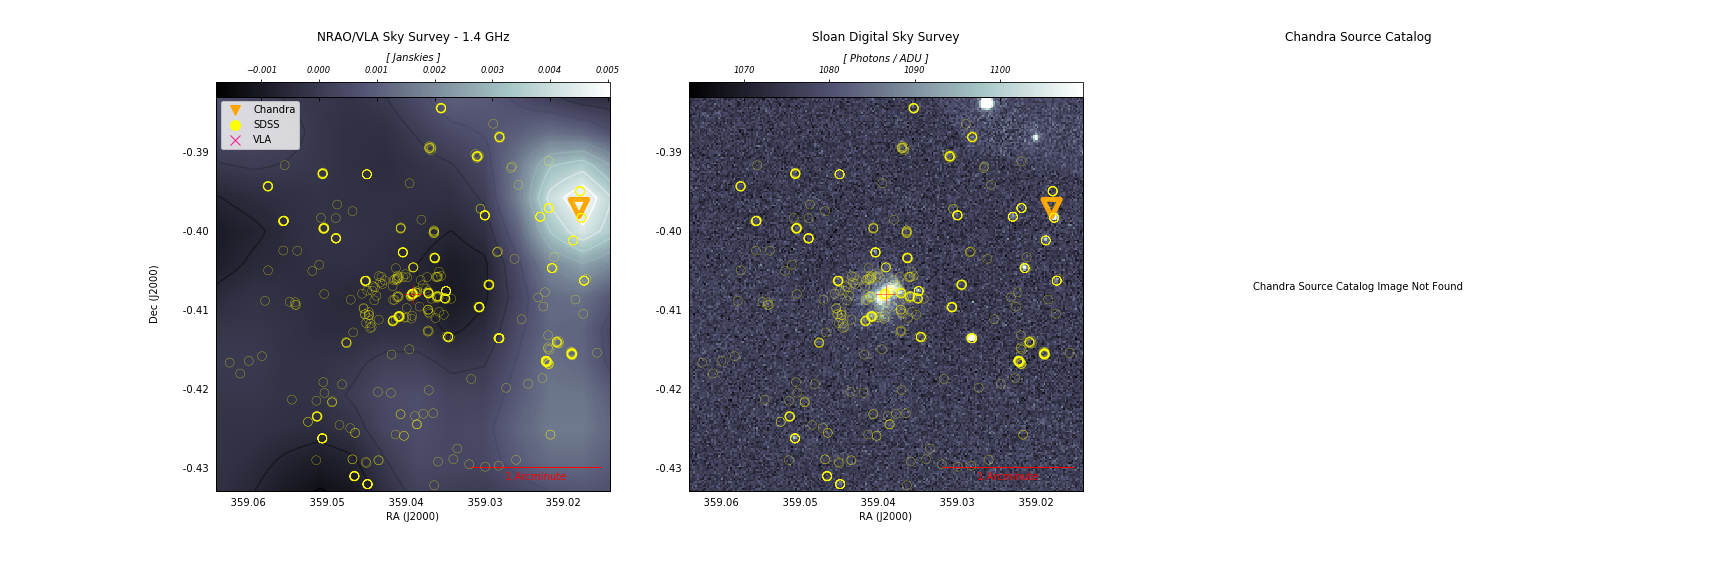 NRAO/VLA Sky Survey - 1.4 GHz
[ Janskies ]
−0.001 0.000 0.001 0.002 0.003 0.004 0.005
Chandra
SDSS
VLA
-0.39
-0.40
-0.41
-0.42
-0.43
Dec (J2000)
1 Arcminute
359.06 359.05 359.04 359.03 359.02
RA (J2000)
Sloan Digital Sky Survey
[ Photons / ADU ]
1070 1080 1090 1100
-0.39
-0.40
-0.41
-0.42
-0.43
1 Arcminute
359.06 359.05 359.04 359.03 359.02
RA (J2000)
Chandra Source Catalog
Chandra Source Catalog Image Not Found